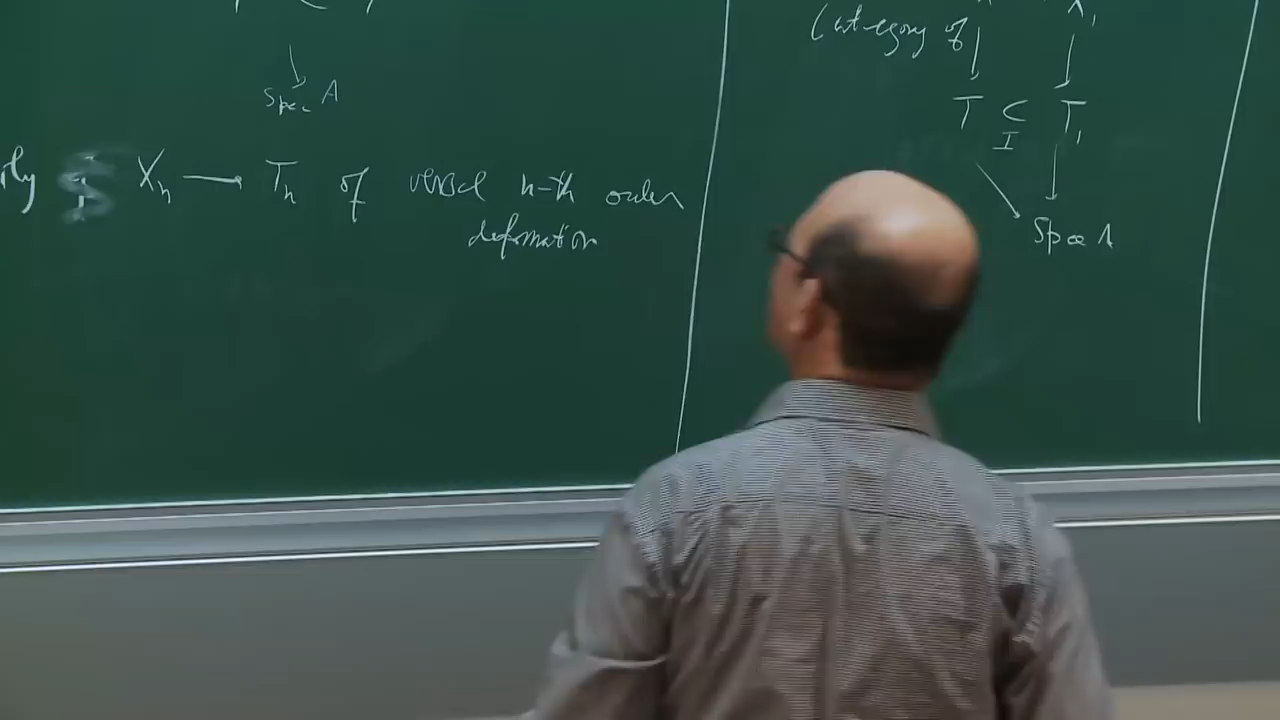 Spec A
X_n → T_n of versal n-th order
deformation
Category of
X_1
T ⊂ T_1
I
Spec A